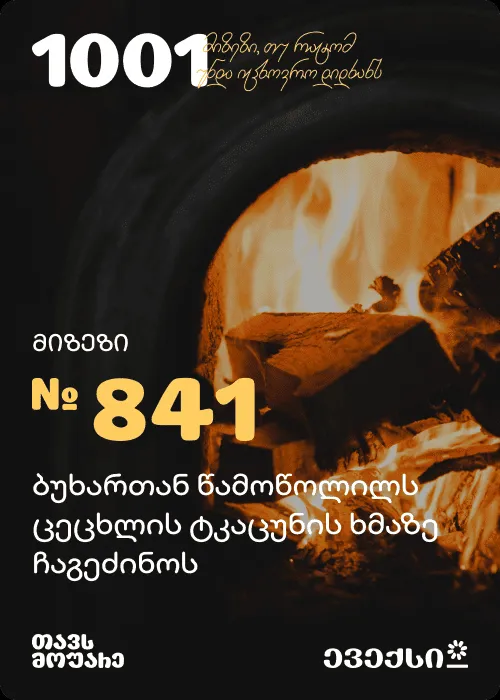 1001 მიზეზი, თუ რატომ
უნდა იცხოვრო დიდხანს
მიზეზი
№ 841
ბუხართან წამოწოლილს
ცეცხლის ტკაცუნის ხმაზე
ჩაგეძინოს
თავს
მოუარე
ევექსი